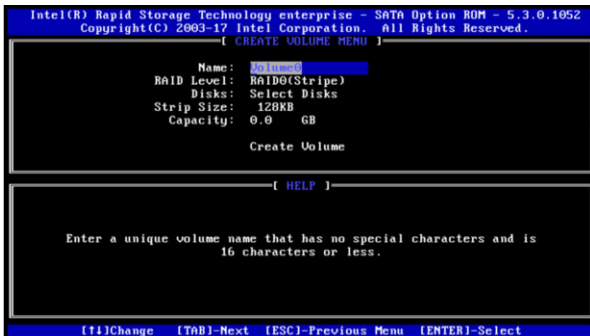 Intel(R) Rapid Storage Technology enterprise - SATA Option ROM - 5.3.0.1052
Copyright(C) 2003-17 Intel Corporation. All Rights Reserved.
[ CREATE VOLUME MENU ]
Name: Volume0
RAID Level: RAID0(Stripe)
Disks: Select Disks
Strip Size: 128KB
Capacity: 0.0 GB
Create Volume
[ HELP ]
Enter a unique volume name that has no special characters and is
16 characters or less.
[↑↓]Change [TAB]-Next [ESC]-Previous Menu [ENTER]-Select